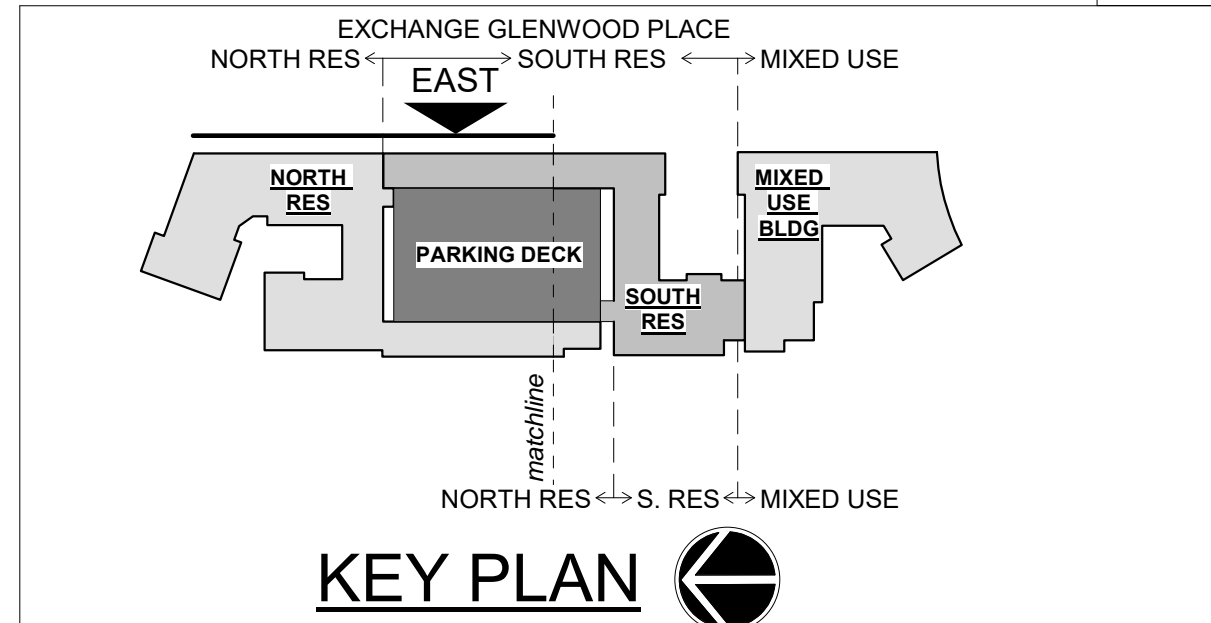 EXCHANGE GLENWOOD PLACE
NORTH RES
SOUTH RES
MIXED USE
EAST
NORTH
RES
PARKING DECK
SOUTH
RES
MIXED
USE
BLDG
matchline
NORTH RES
S. RES
MIXED USE
KEY PLAN